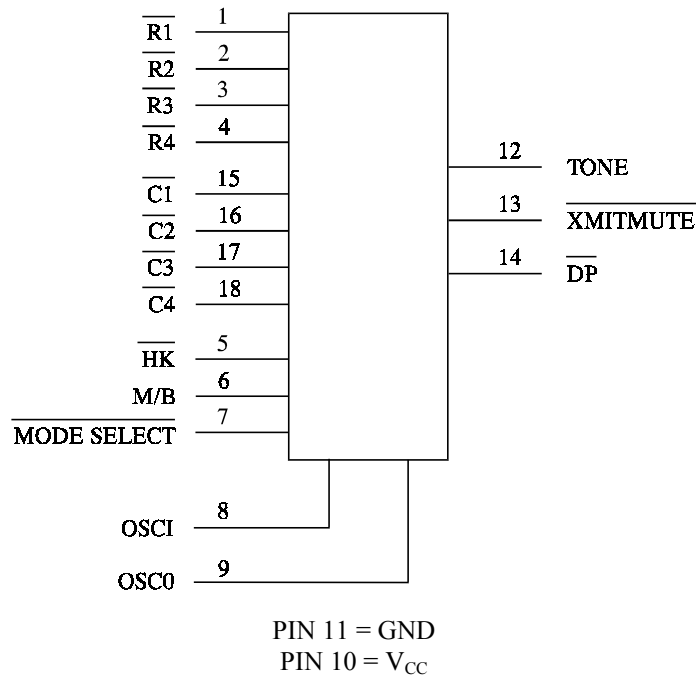 R1 1
R2 2
R3 3
R4 4
C1 15
C2 16
C3 17
C4 18
HK 5
M/B 6
MODE SELECT 7
OSCI 8
OSC0 9
12 TONE
13 XMITMUTE
14 DP
PIN 11 = GND
PIN 10 = VCC